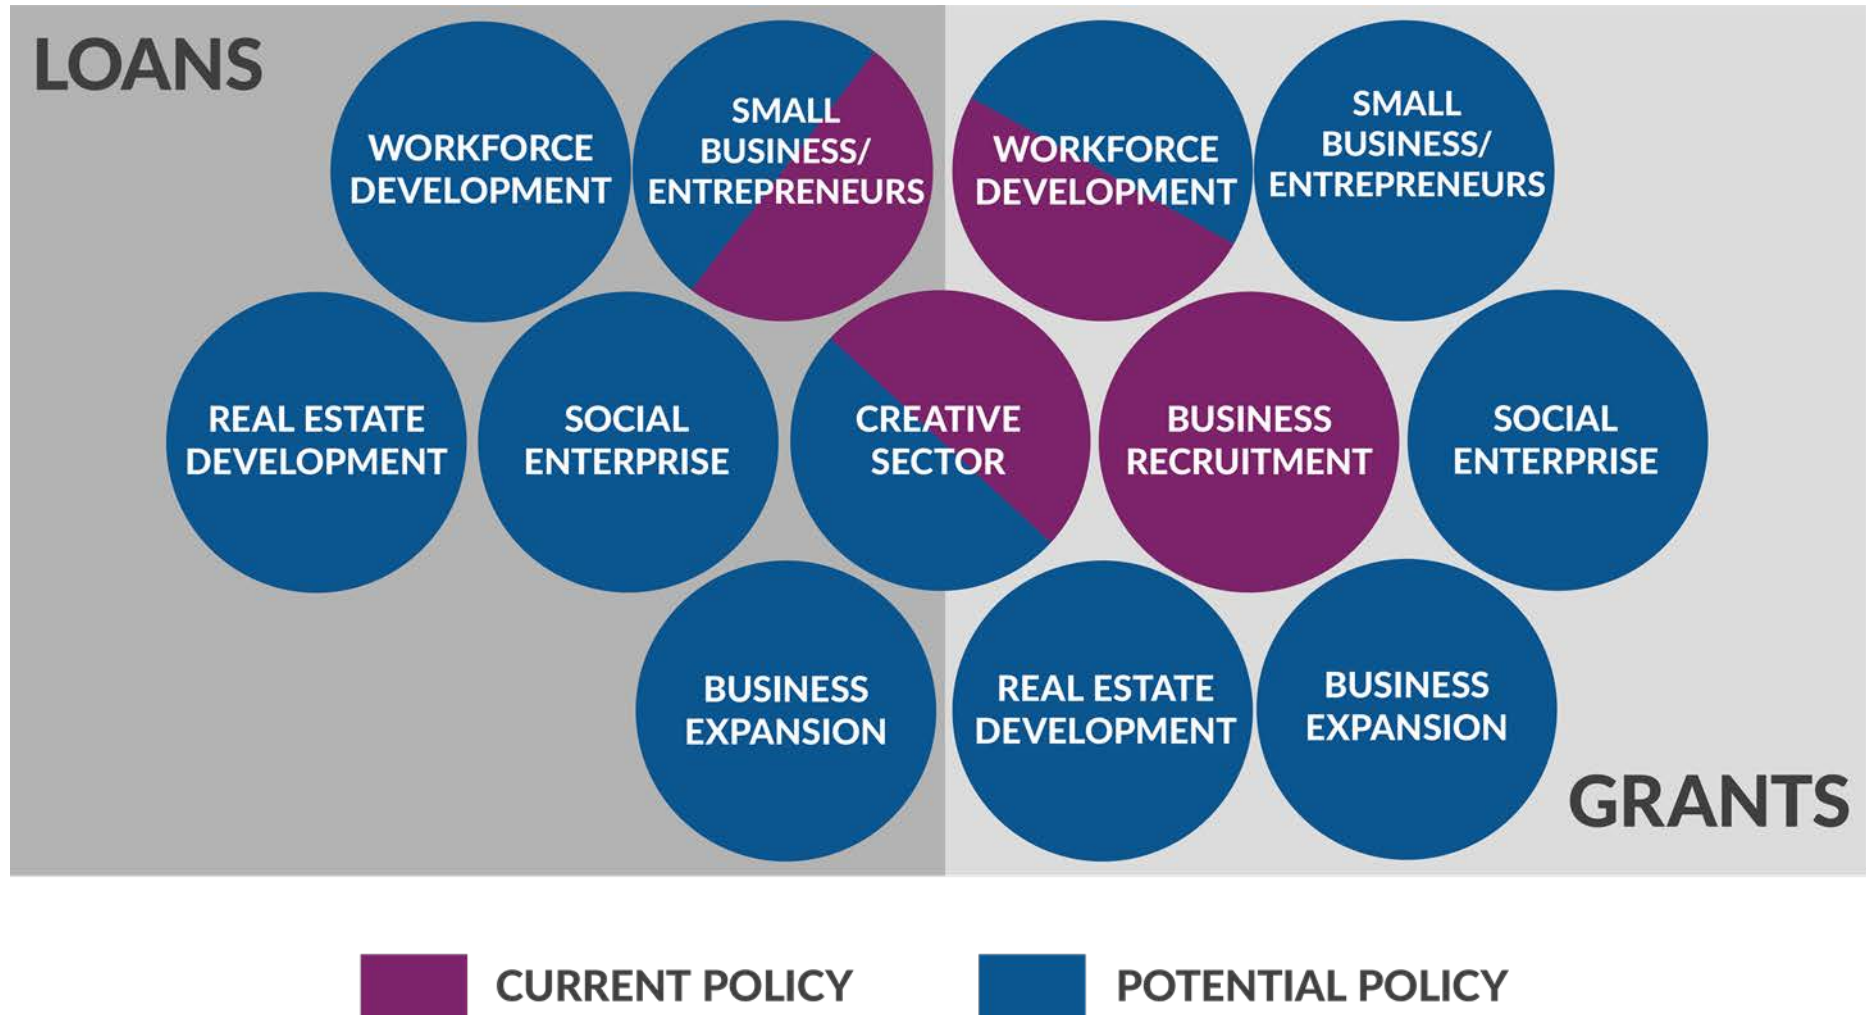 LOANS
WORKFORCE
DEVELOPMENT
SMALL
BUSINESS/
ENTREPRENEURS
WORKFORCE
DEVELOPMENT
SMALL
BUSINESS/
ENTREPRENEURS
REAL ESTATE
DEVELOPMENT
SOCIAL
ENTERPRISE
CREATIVE
SECTOR
BUSINESS
RECRUITMENT
SOCIAL
ENTERPRISE
BUSINESS
EXPANSION
REAL ESTATE
DEVELOPMENT
BUSINESS
EXPANSION
GRANTS
CURRENT POLICY
POTENTIAL POLICY